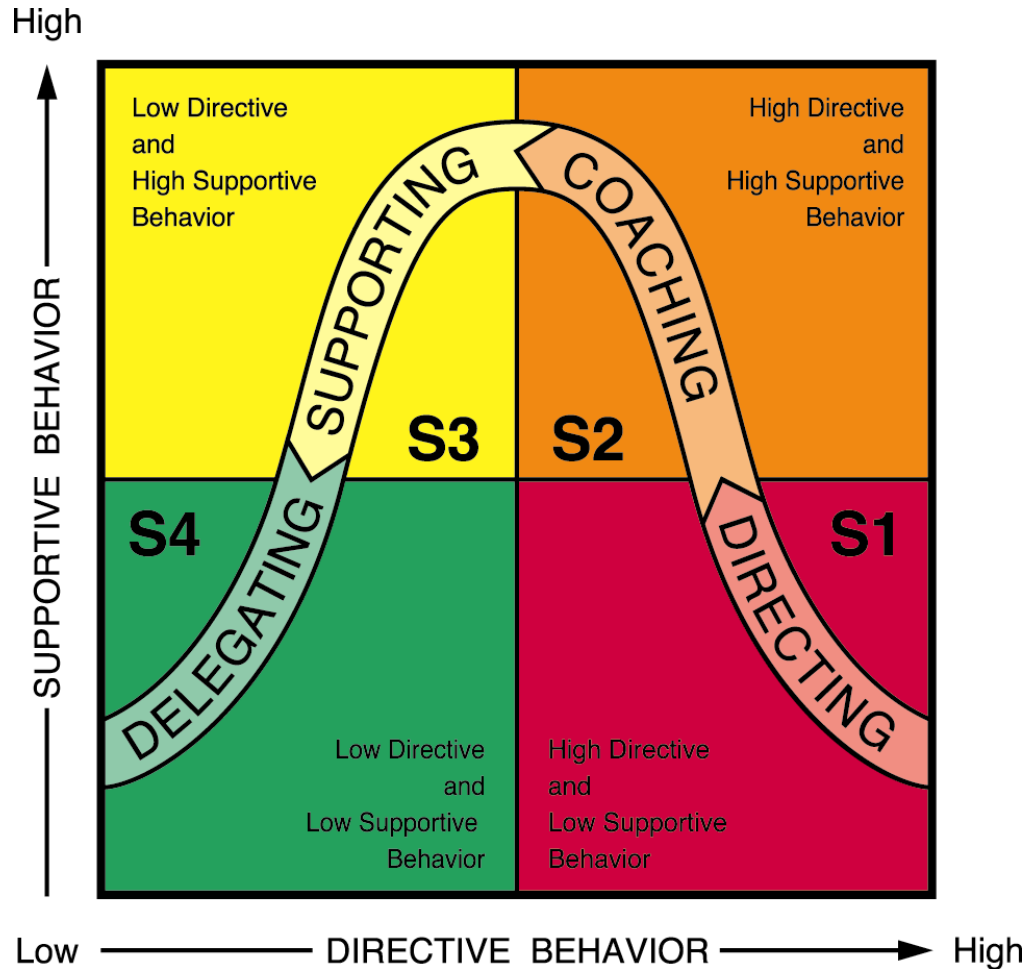 High
Low Directive
and
High Supportive
Behavior
High Directive
and
High Supportive
Behavior
SUPPORTING
COACHING
S3
S2
SUPPORTIVE BEHAVIOR
S4
S1
DELEGATING
DIRECTING
Low Directive
and
Low Supportive
Behavior
High Directive
and
Low Supportive
Behavior
Low
DIRECTIVE BEHAVIOR
High